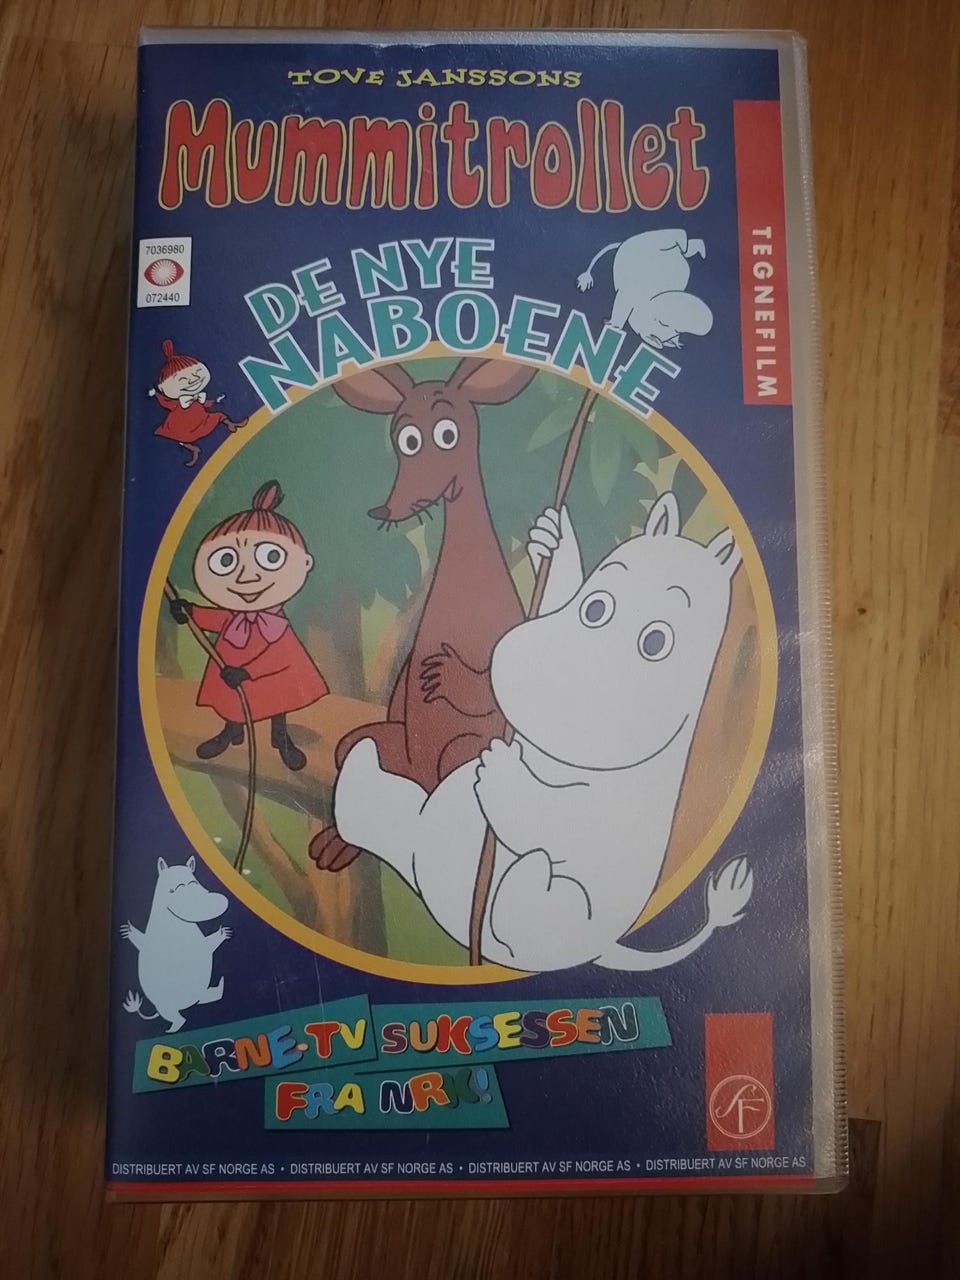 TOVE JANSSONS
Mummitrollet
TEGNEFILM
7036980
072440
DE NYE
NABOENE
BARNE-TV SUKSESSEN
FRA NRK!
SF
DISTRIBUERT AV SF NORGE AS • DISTRIBUERT AV SF NORGE AS • DISTRIBUERT AV SF NORGE AS • DISTRIBUERT AV SF NORGE AS